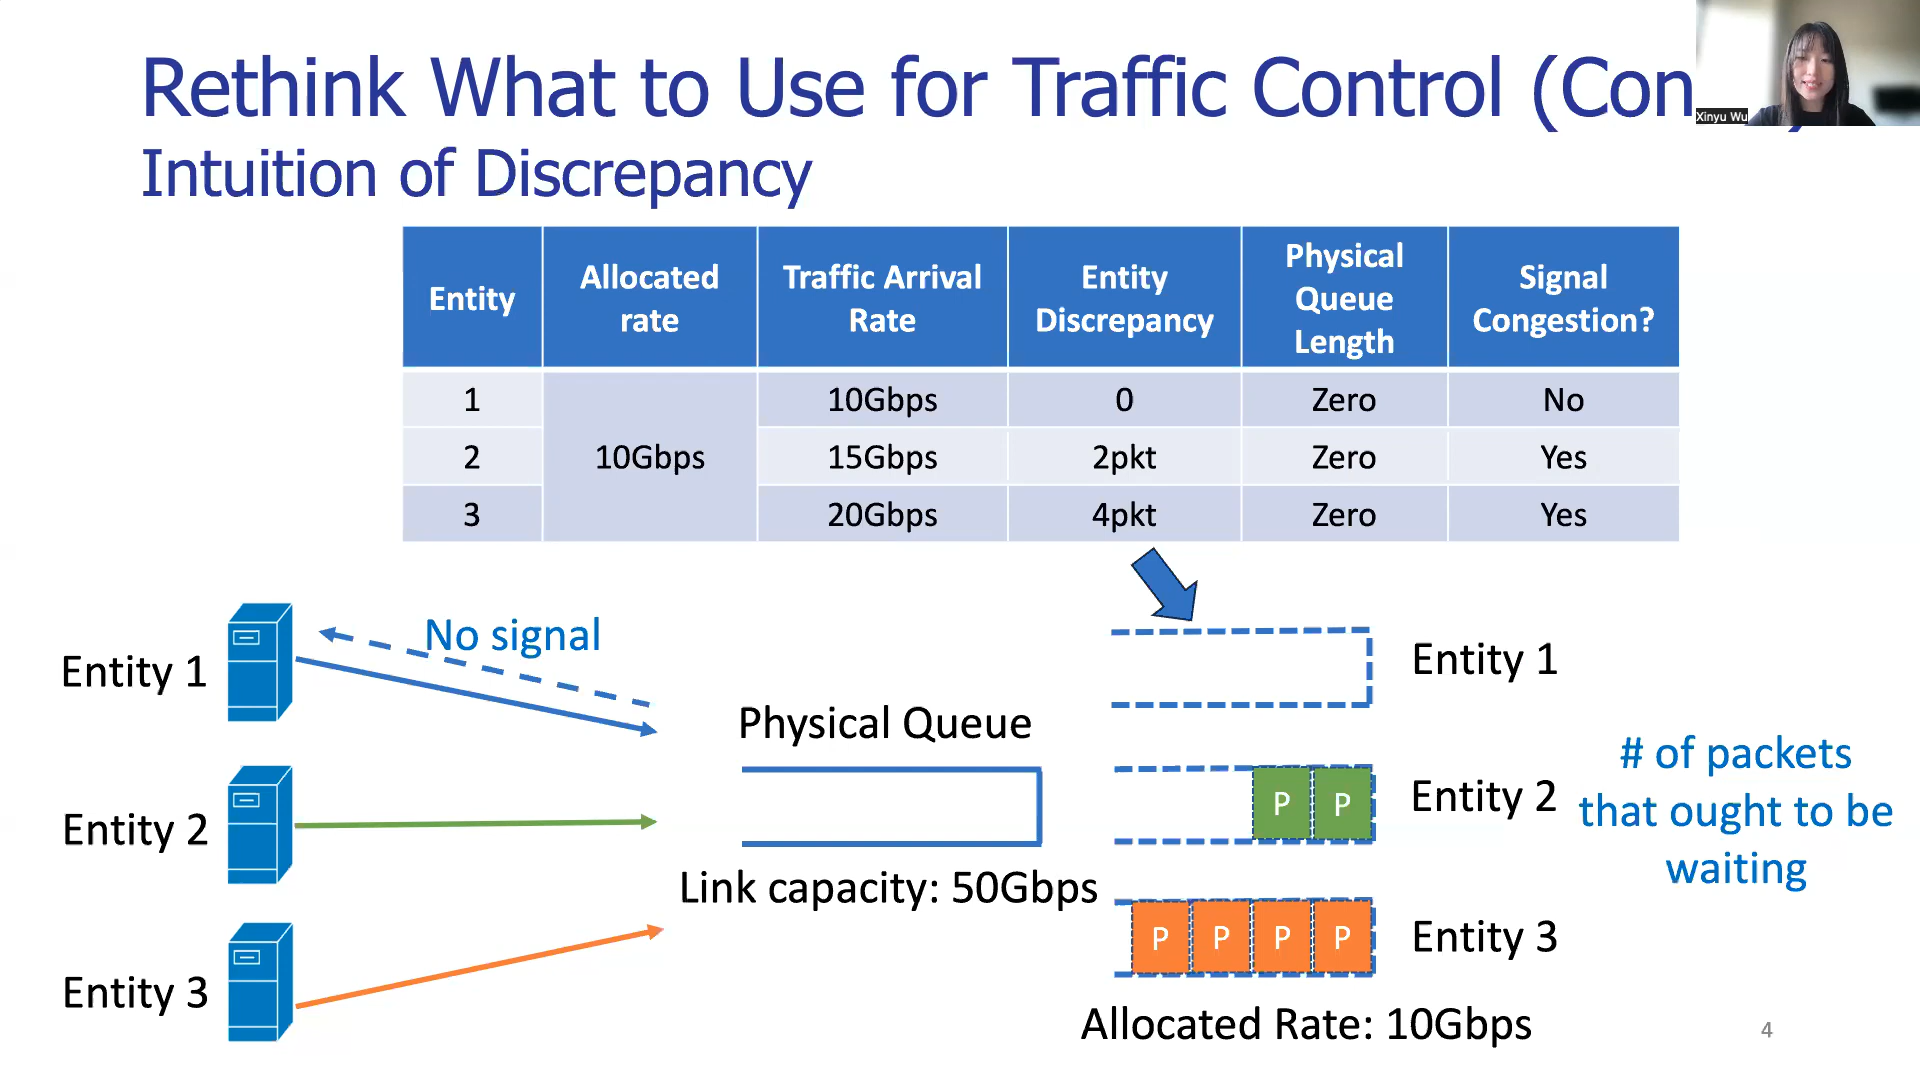 Rethink What to Use for Traffic Control (Con
Intuition of Discrepancy
Xinyu Wu
Entity
Allocated
rate
Traffic Arrival
Rate
Entity
Discrepancy
Physical
Queue
Length
Signal
Congestion?
1
10Gbps
10Gbps
0
Zero
No
2
15Gbps
2pkt
Zero
Yes
3
20Gbps
4pkt
Zero
Yes
No signal
Entity 1
Entity 2
Entity 3
Physical Queue
Link capacity: 50Gbps
Entity 1
P P
Entity 2
P P P P
Entity 3
# of packets
that ought to be
waiting
Allocated Rate: 10Gbps
4